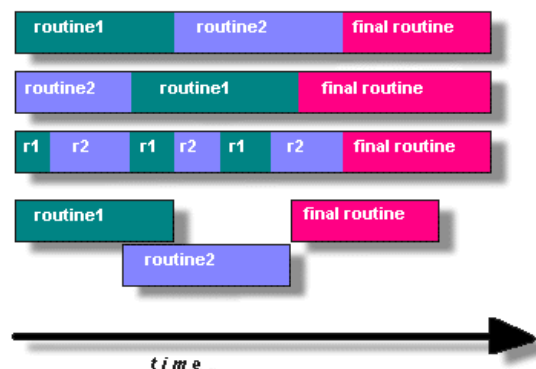 routine1 routine2 final routine
routine2 routine1 final routine
r1 r2 r1 r2 r1 r2 final routine
routine1 final routine
routine2
time